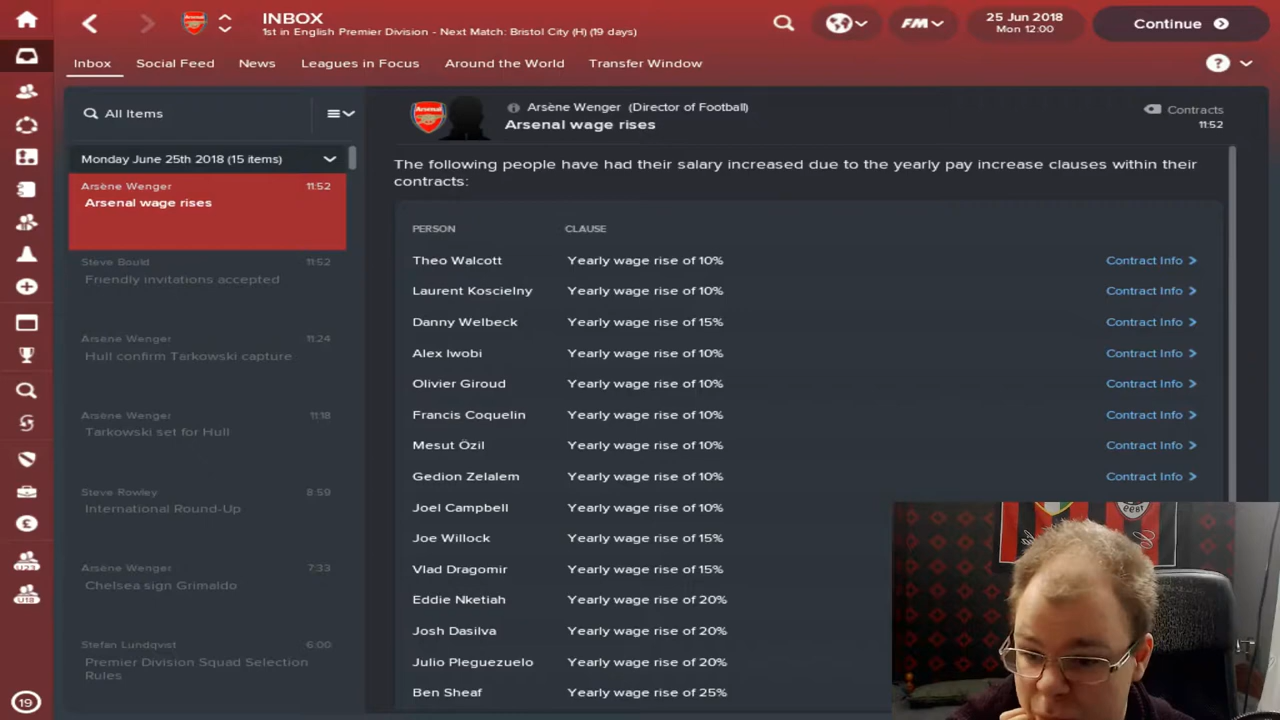 INBOX
1st in English Premier Division - Next Match: Bristol City (H) (19 days)
FM
25 Jun 2018
Mon 12:00
Continue
Inbox
Social Feed
News
Leagues in Focus
Around the World
Transfer Window
?
All Items
Monday June 25th 2018 (15 items)
Arsène Wenger 11:52
Arsenal wage rises
Steve Bould 11:52
Friendly invitations accepted
Arsène Wenger 11:24
Hull confirm Tarkowski capture
Arsène Wenger 11:18
Tarkowski set for Hull
Steve Rowley 8:59
International Round-Up
Arsène Wenger 7:33
Chelsea sign Grimaldo
Stefan Lundqvist 6:00
Premier Division Squad Selection
Rules
U23
U18
19
Arsenal
Arsène Wenger (Director of Football)
Arsenal wage rises
Contracts
11:52
The following people have had their salary increased due to the yearly pay increase clauses within their
contracts:
PERSON CLAUSE
Theo Walcott Yearly wage rise of 10% Contract Info >
Laurent Koscielny Yearly wage rise of 10% Contract Info >
Danny Welbeck Yearly wage rise of 15% Contract Info >
Alex Iwobi Yearly wage rise of 10% Contract Info >
Olivier Giroud Yearly wage rise of 10% Contract Info >
Francis Coquelin Yearly wage rise of 10% Contract Info >
Mesut Özil Yearly wage rise of 10% Contract Info >
Gedion Zelalem Yearly wage rise of 10% Contract Info >
Joel Campbell Yearly wage rise of 10%
Joe Willock Yearly wage rise of 15%
Vlad Dragomir Yearly wage rise of 15%
Eddie Nketiah Yearly wage rise of 20%
Josh Dasilva Yearly wage rise of 20%
Julio Pleguezuelo Yearly wage rise of 20%
Ben Sheaf Yearly wage rise of 25%